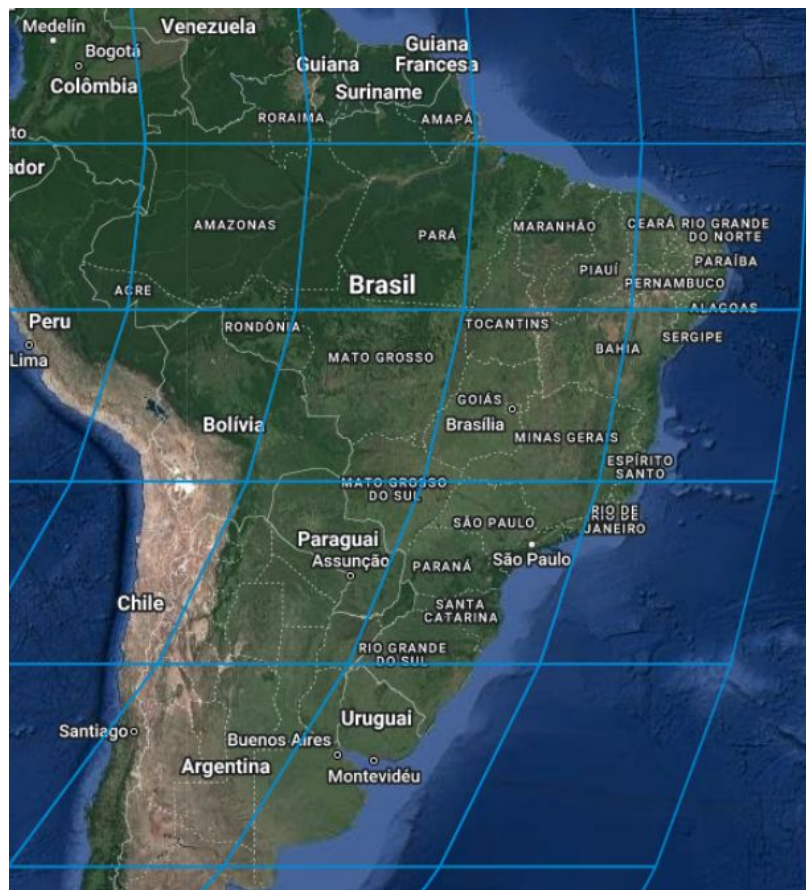 Medellín
Bogotá
Colômbia
Venezuela
Guiana
Suriname
Guiana
Francesa
RORAIMA
AMAPÁ
ito
ador
AMAZONAS
PARÁ
MARANHÃO
CEARÁ
RIO GRANDE
DO NORTE
PARAÍBA
PIAUÍ
PERNAMBUCO
ACRE
Brasil
ALAGOAS
Peru
RONDÔNIA
TOCANTINS
SERGIPE
Lima
MATO GROSSO
BAHIA
GOIÁS
Brasília
Bolívia
MINAS GERAIS
ESPÍRITO
SANTO
MATO GROSSO
DO SUL
RIO DE
JANEIRO
SÃO PAULO
Paraguai
Assunção
PARANÁ
São Paulo
Chile
SANTA
CATARINA
RIO GRANDE
DO SUL
Santiago
Uruguai
Buenos Aires
Argentina
Montevidéu